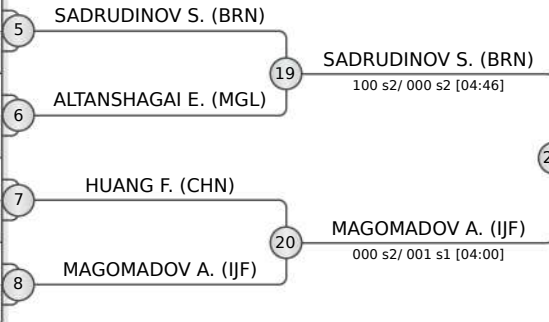 SADRUDINOV S. (BRN)
5
19
SADRUDINOV S. (BRN)
100 s2/ 000 s2 [04:46]
ALTANSHAGAI E. (MGL)
6
HUANG F. (CHN)
7
20
MAGOMADOV A. (IJF)
000 s2/ 001 s1 [04:00]
MAGOMADOV A. (IJF)
8